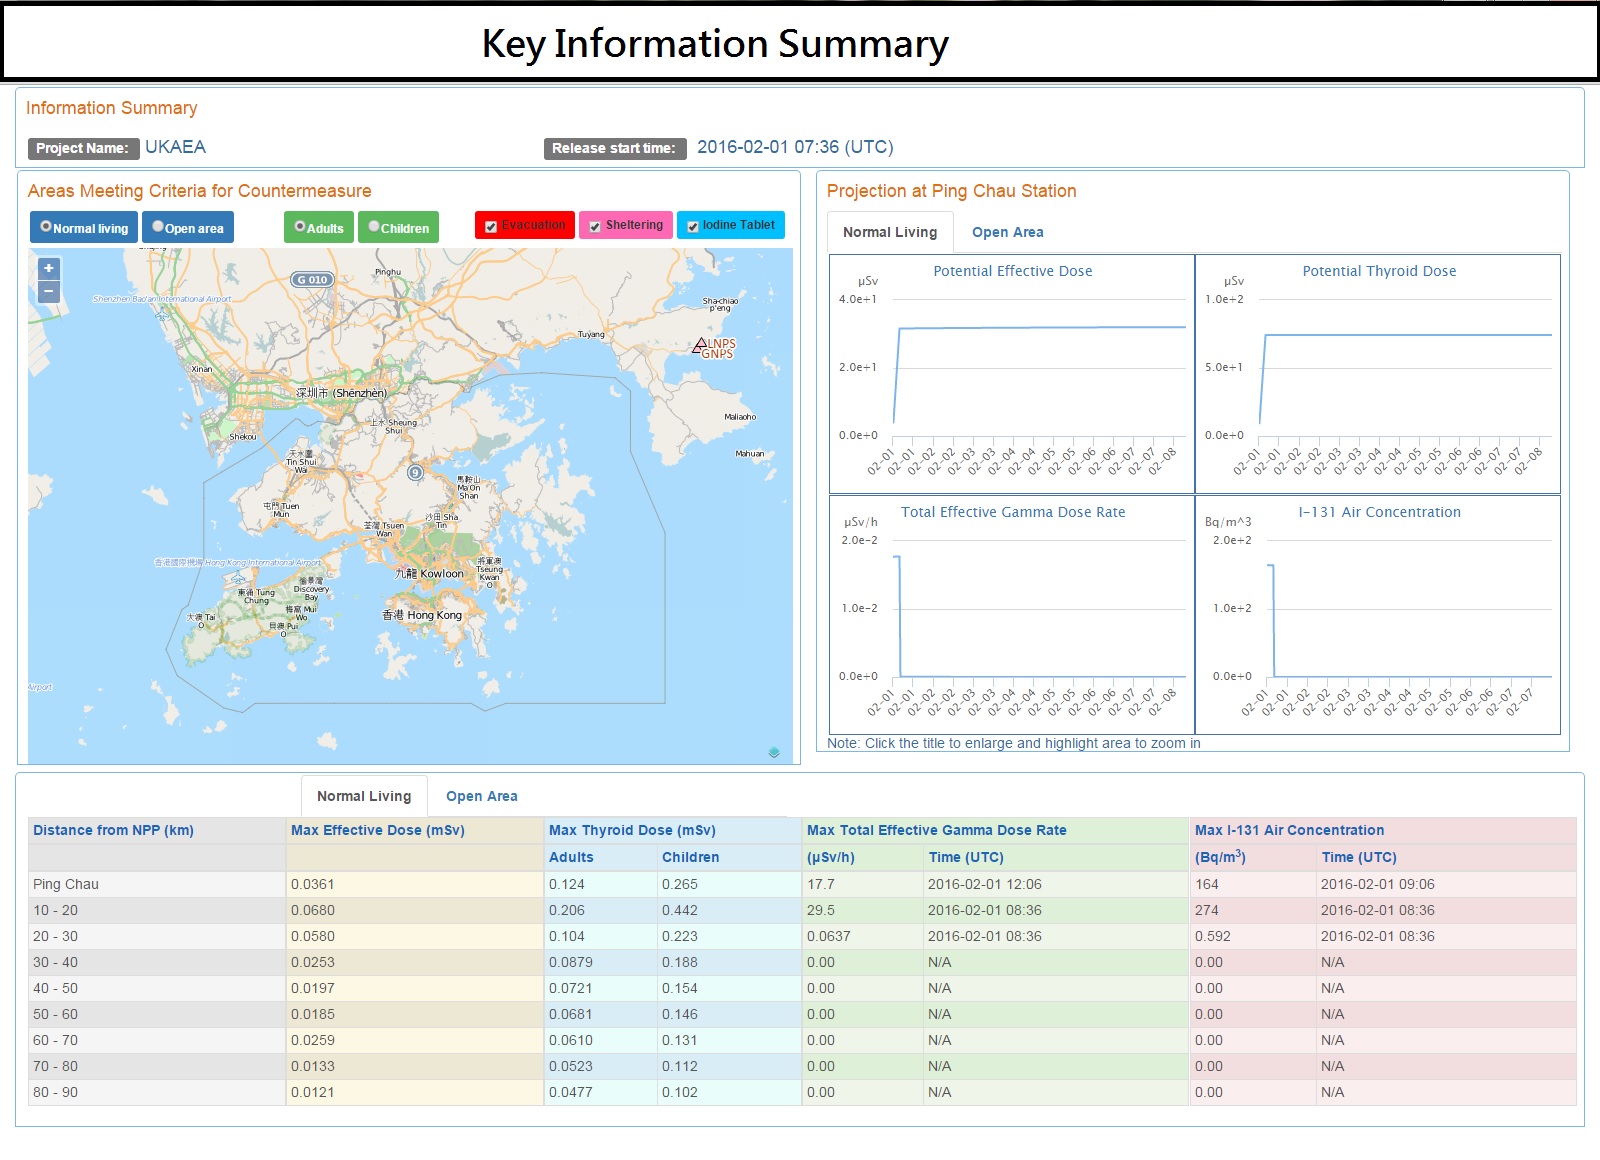 Key Information Summary
Information Summary
Project Name: UKAEA
Release start time: 2016-02-01 07:36 (UTC)
Areas Meeting Criteria for Countermeasure
Normal living Open area Adults Children Evacuation Sheltering Iodine Tablet
+
−
G 010
Pinghu
Shenzhen Bao'an International Airport
Sha-chiao
p'eng
Tuyang
LNPS
GNPS
Xinan
深圳市 (Shēnzhèn)
Maliaoho
上水 Sheung
Shui
Shekou
天水圍
Tin Shui
Wai
Mahuan
9
馬鞍山
Ma On
Shan
屯門 Tuen
Mun
沙田 Sha
Tin
荃灣 Tsuen
Wan
香港國際機場 Hong Kong International Airport
將軍澳
Tseung
Kwan
O
九龍 Kowloon
愉景灣
Discovery
Bay
東涌 Tung
Chung
梅窩 Mui
Wo
大澳 Tai
O
貝澳 Pui
O
香港 Hong Kong
Airport
Projection at Ping Chau Station
Normal Living Open Area
Potential Effective Dose
µSv
4.0e+1
2.0e+1
0.0e+0
02-01 02-01 02-02 02-02 02-03 02-03 02-04 02-04 02-05 02-05 02-06 02-06 02-07 02-07 02-08
Potential Thyroid Dose
µSv
1.0e+2
5.0e+1
0.0e+0
02-01 02-01 02-02 02-02 02-03 02-03 02-04 02-04 02-05 02-05 02-06 02-06 02-07 02-07 02-08
Total Effective Gamma Dose Rate
µSv/h
2.0e-2
1.0e-2
0.0e+0
02-01 02-01 02-02 02-02 02-03 02-03 02-04 02-04 02-05 02-05 02-06 02-06 02-07 02-07 02-08
I-131 Air Concentration
Bq/m^3
2.0e+2
1.0e+2
0.0e+0
02-01 02-01 02-02 02-02 02-03 02-03 02-04 02-04 02-05 02-05 02-06 02-06 02-07 02-07
Note: Click the title to enlarge and highlight area to zoom in
Normal Living Open Area
Distance from NPP (km) Max Effective Dose (mSv) Max Thyroid Dose (mSv) Max Total Effective Gamma Dose Rate Max I-131 Air Concentration
Adults Children (µSv/h) Time (UTC) (Bq/m³) Time (UTC)
Ping Chau 0.0361 0.124 0.265 17.7 2016-02-01 12:06 164 2016-02-01 09:06
10 - 20 0.0680 0.206 0.442 29.5 2016-02-01 08:36 274 2016-02-01 08:36
20 - 30 0.0580 0.104 0.223 0.0637 2016-02-01 08:36 0.592 2016-02-01 08:36
30 - 40 0.0253 0.0879 0.188 0.00 N/A 0.00 N/A
40 - 50 0.0197 0.0721 0.154 0.00 N/A 0.00 N/A
50 - 60 0.0185 0.0681 0.146 0.00 N/A 0.00 N/A
60 - 70 0.0259 0.0610 0.131 0.00 N/A 0.00 N/A
70 - 80 0.0133 0.0523 0.112 0.00 N/A 0.00 N/A
80 - 90 0.0121 0.0477 0.102 0.00 N/A 0.00 N/A